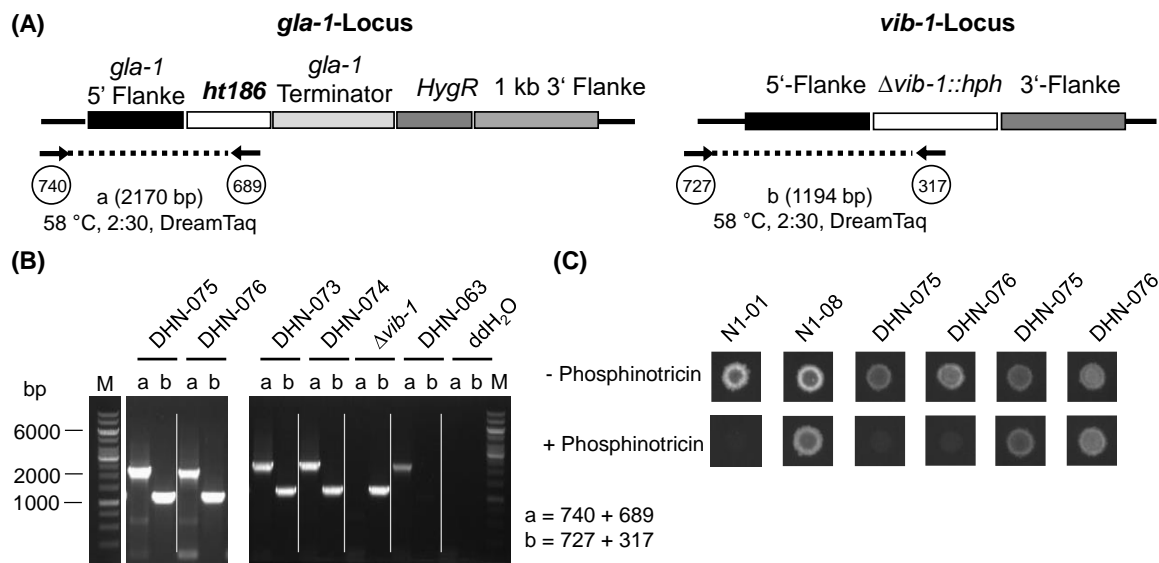 (A)
gla-1-Locus
vib-1-Locus
gla-1
5' Flanke
ht186
gla-1
Terminator
HygR
1 kb 3‘ Flanke
5‘-Flanke
Δvib-1::hph
3‘-Flanke
740
689
a (2170 bp)
58 °C, 2:30, DreamTaq
727
317
b (1194 bp)
58 °C, 2:30, DreamTaq
(B)
DHN-075
DHN-076
DHN-073
DHN-074
Δvib-1
DHN-063
ddH2O
bp
M
a b a b
a b a b a b a b a b M
6000
2000
1000
a = 740 + 689
b = 727 + 317
(C)
N1-01
N1-08
DHN-075
DHN-076
DHN-075
DHN-076
- Phosphinotricin
+ Phosphinotricin